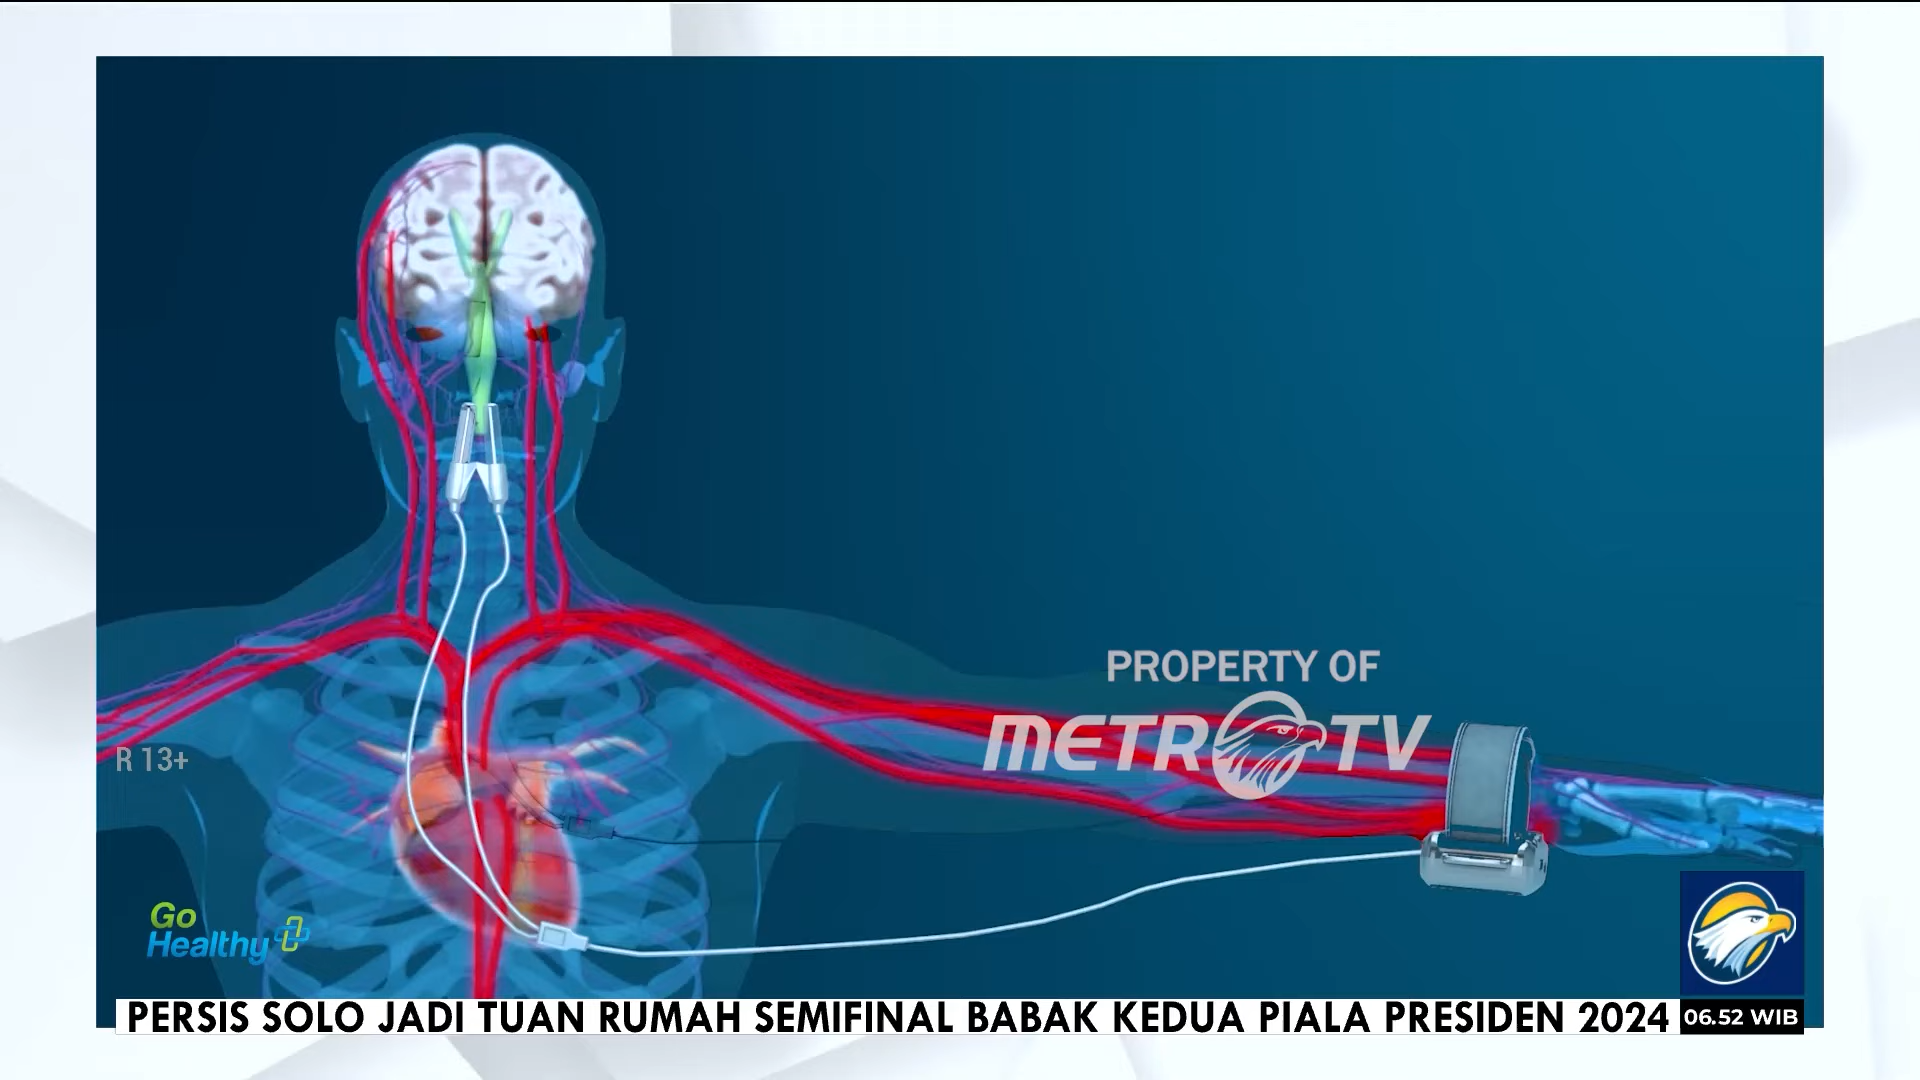 PROPERTY OF
METRO TV
R 13+
Go
Healthy
PERSIS SOLO JADI TUAN RUMAH SEMIFINAL BABAK KEDUA PIALA PRESIDEN 2024
06.52 WIB